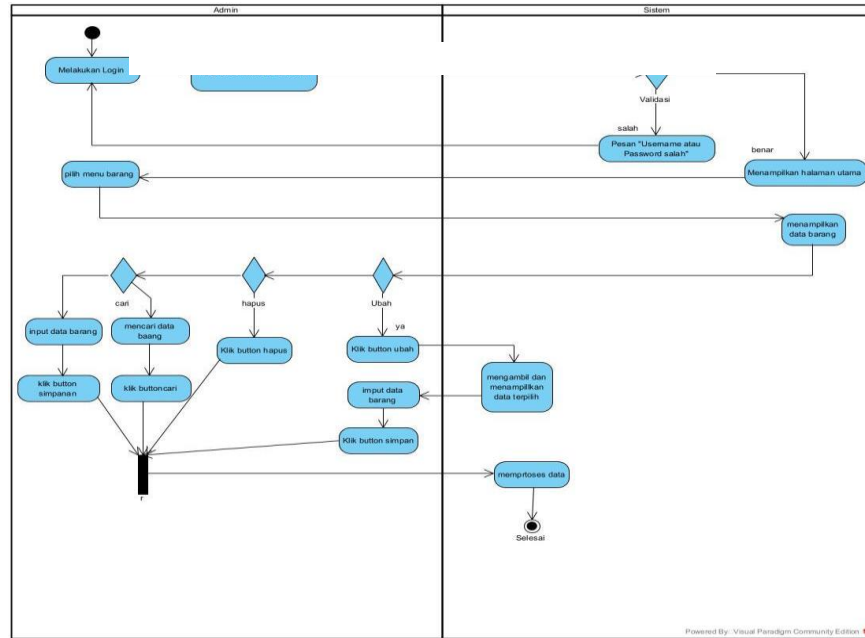 Admin
Sistem
Melakukan Login
Validasi
salah
Pesan "Username atau
Password salah"
benar
Menampilkan halaman utama
pilih menu barang
menampilkan
data barang
cari
hapus
Ubah
ya
input data barang
mencari data
baang
Klik button hapus
Klik button ubah
mengambil dan
menampillkan
data terpilih
klik button
simpanan
klik buttoncari
imput data
barang
Klik button simpan
r
memprtoses data
Selesai
Powered By: Visual Paradigm Community Edition